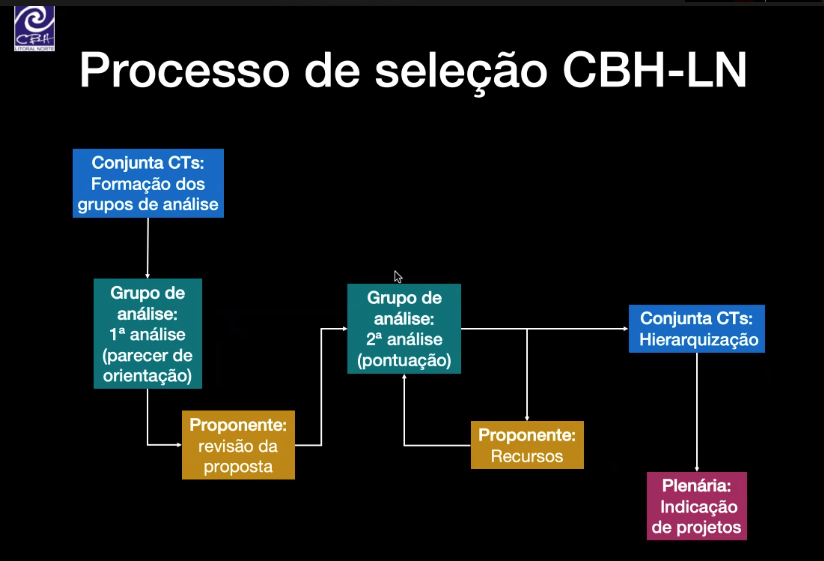 CBH
LITORAL NORTE
Processo de seleção CBH-LN
Conjunta CTs:
Formação dos
grupos de análise
Grupo de
análise:
1ª análise
(parecer de
orientação)
Proponente:
revisão da
proposta
Grupo de
análise:
2ª análise
(pontuação)
Proponente:
Recursos
Conjunta CTs:
Hierarquização
Plenária:
Indicação
de projetos